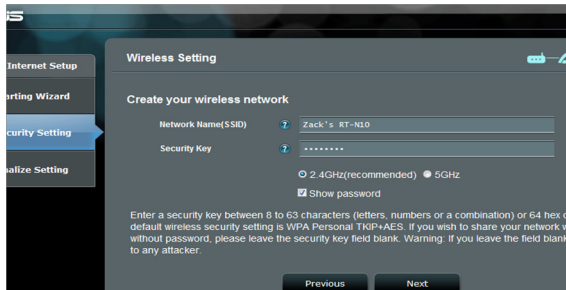 Wireless Setting
Internet Setup
arting Wizard
curity Setting
nalize Setting
Create your wireless network
Network Name(SSID) ? Zack's RT-N10
Security Key ? ••••••••
2.4GHz(recommended) 5GHz
Show password
Enter a security key between 8 to 63 characters (letters, numbers or a combination) or 64 hex
default wireless security setting is WPA Personal TKIP+AES. If you wish to share your network
without password, please leave the security key field blank. Warning: If you leave the field blank
to any attacker.
Previous Next